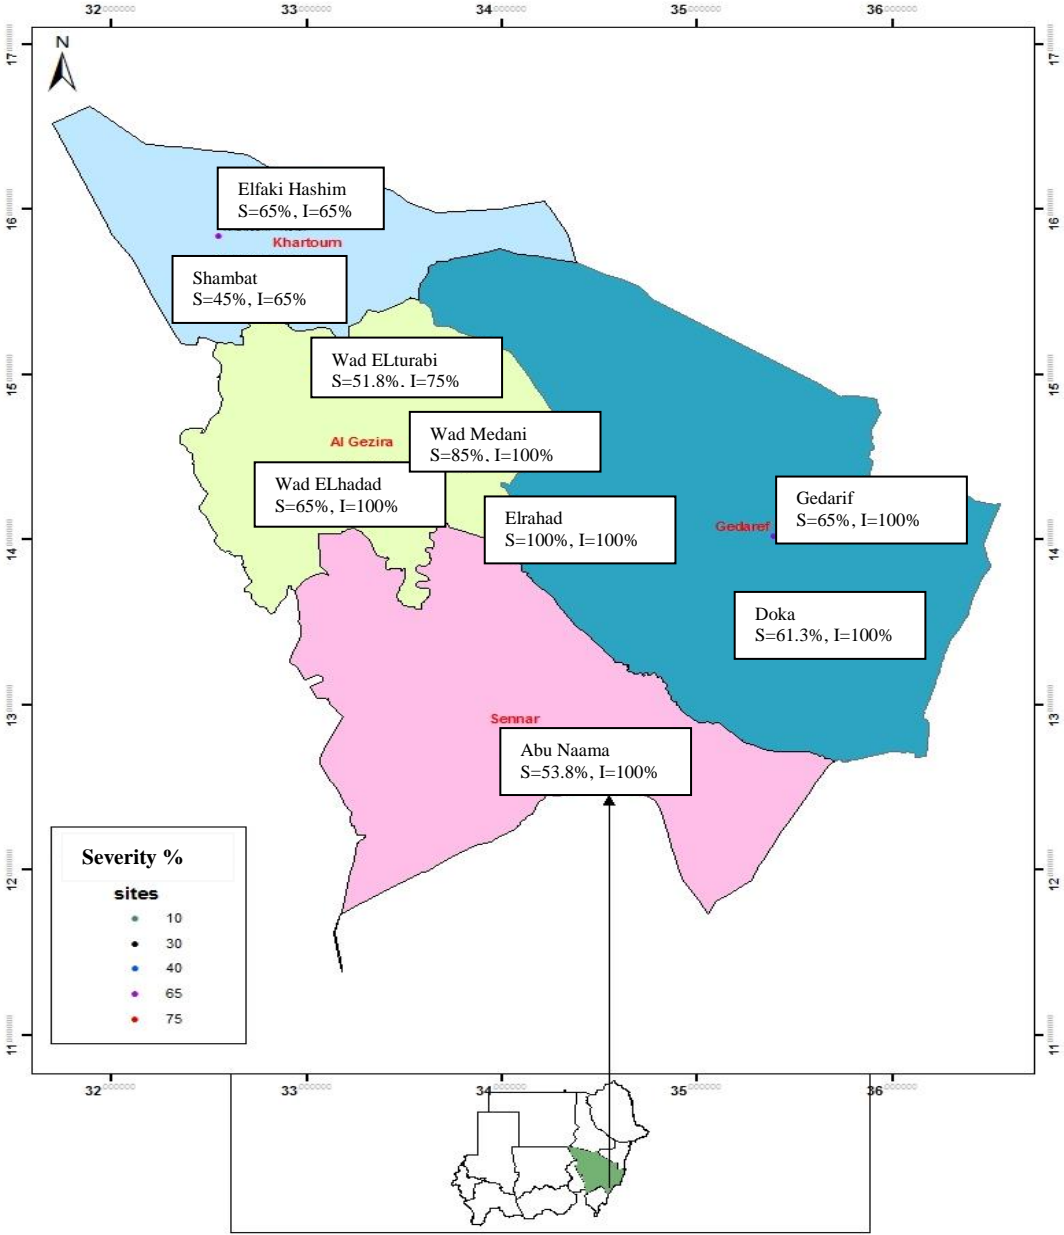 32 33 34 35 36
N
17 17
Elfaki Hashim
S=65%, I=65%
16 16
Khartoum
Shambat
S=45%, I=65%
Wad ELturabi
S=51.8%, I=75%
15 15
Wad Medani
S=85%, I=100%
Al Gezira
Wad ELhadad
S=65%, I=100%
Elrahad
S=100%, I=100%
Gedarif
S=65%, I=100%
Gedaref
14 14
Doka
S=61.3%, I=100%
13 13
Sennar
Abu Naama
S=53.8%, I=100%
Severity %
sites
10
30
40
65
75
12 12
11 11
32 33 34 35 36